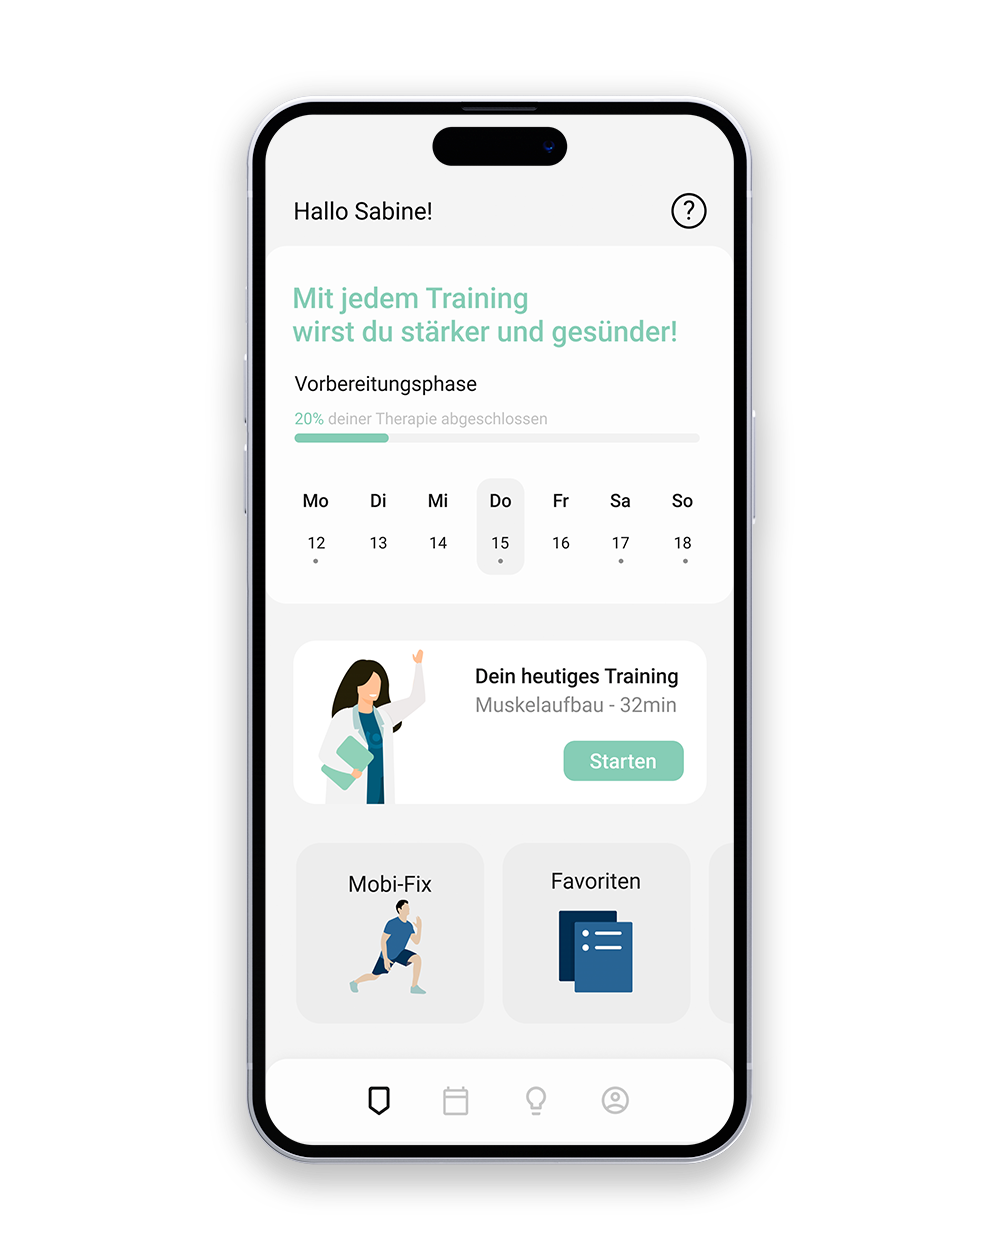 Hallo Sabine!
?
Mit jedem Training
wirst du stärker und gesünder!
Vorbereitungsphase
20% deiner Therapie abgeschlossen
Mo Di Mi Do Fr Sa So
12 13 14 15 16 17 18
Dein heutiges Training
Muskelaufbau - 32min
Starten
Mobi-Fix Favoriten